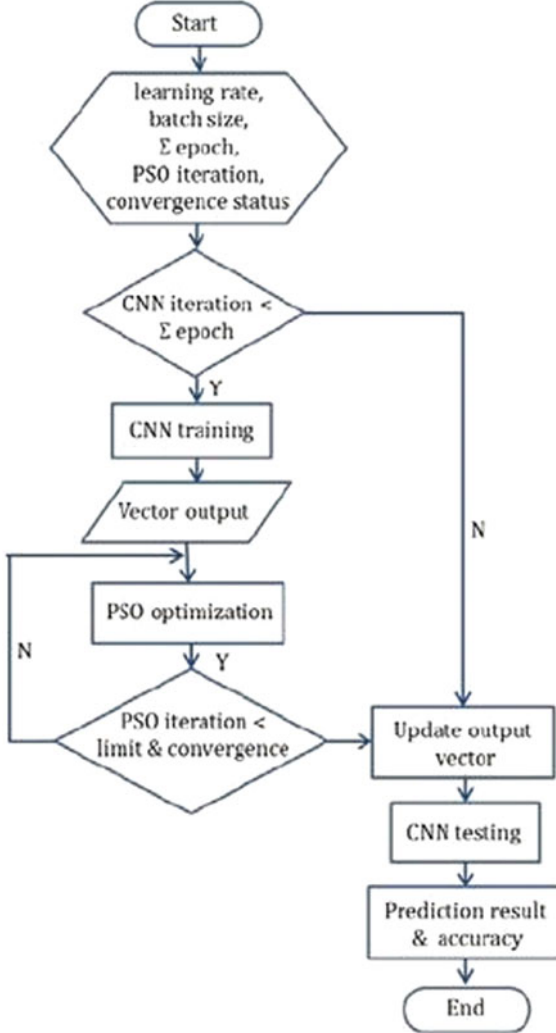 Start
learning rate,
batch size,
Σ epoch,
PSO iteration,
convergence status
CNN iteration <
Σ epoch
Y
CNN training
Vector output
N
PSO optimization
N
Y
PSO iteration <
limit & convergence
Update output
vector
CNN testing
Prediction result
& accuracy
End